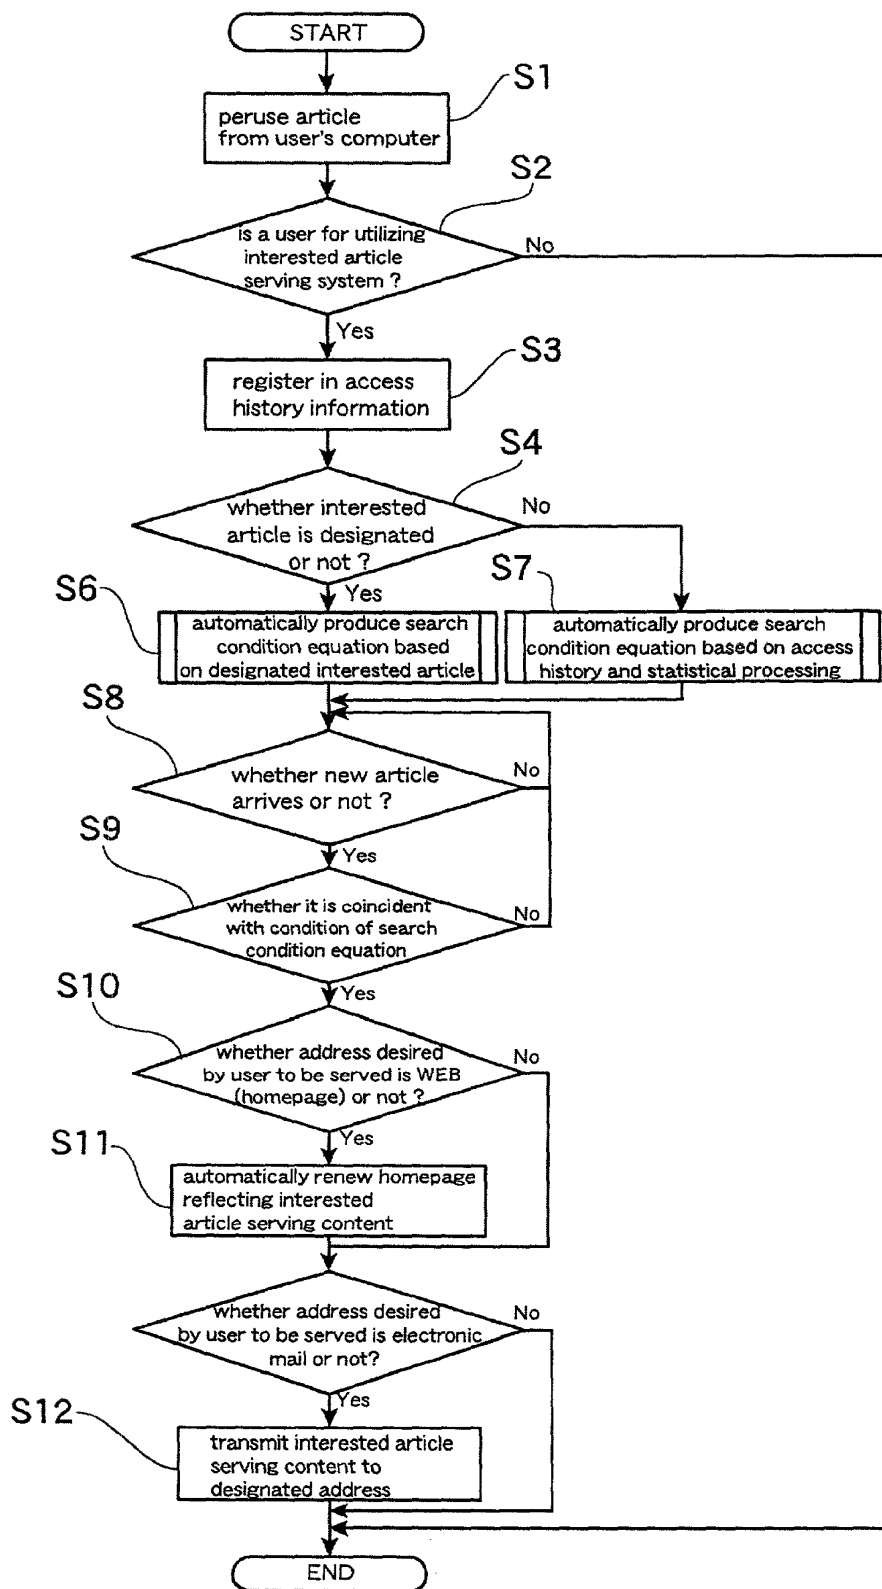 START
S1
peruse article
from user's computer
S2
is a user for utilizing
interested article
serving system ?
No
Yes
S3
register in access
history information
S4
whether interested
article is designated
or not ?
No
Yes
S6
automatically produce search
condition equation based
on designated interested article
S7
automatically produce search
condition equation based on access
history and statistical processing
S8
whether new article
arrives or not ?
No
Yes
S9
whether it is coincident
with condition of search
condition equation
No
Yes
S10
whether address desired
by user to be served is WEB
(homepage) or not ?
No
Yes
S11
automatically renew homepage
reflecting interested
article serving content
whether address desired
by user to be served is electronic
mail or not?
No
Yes
S12
transmit interested article
serving content to
designated address
END